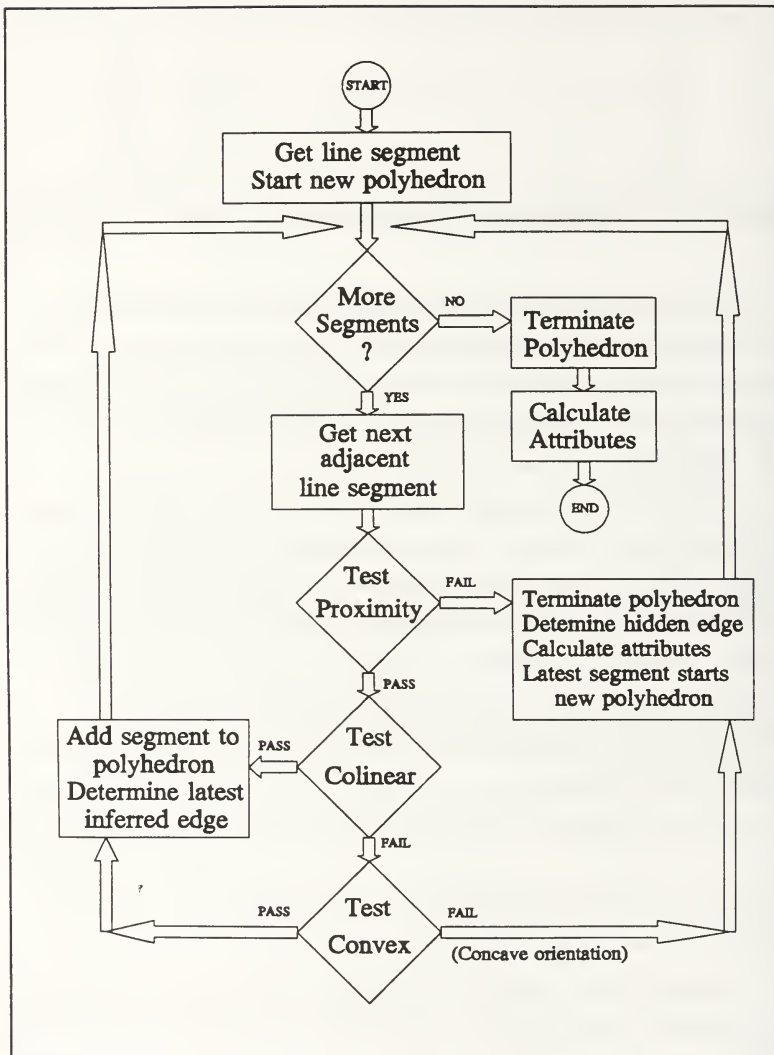 START
Get line segment
Start new polyhedron
More
Segments
?
NO
Terminate
Polyhedron
Calculate
Attributes
END
YES
Get next
adjacent
line segment
Test
Proximity
FAIL
Terminate polyhedron
Detemine hidden edge
Calculate attributes
Latest segment starts
new polyhedron
PASS
Test
Colinear
PASS
Add segment to
polyhedron
Determine latest
inferred edge
FAIL
Test
Convex
PASS
?
FAIL
(Concave orientation)